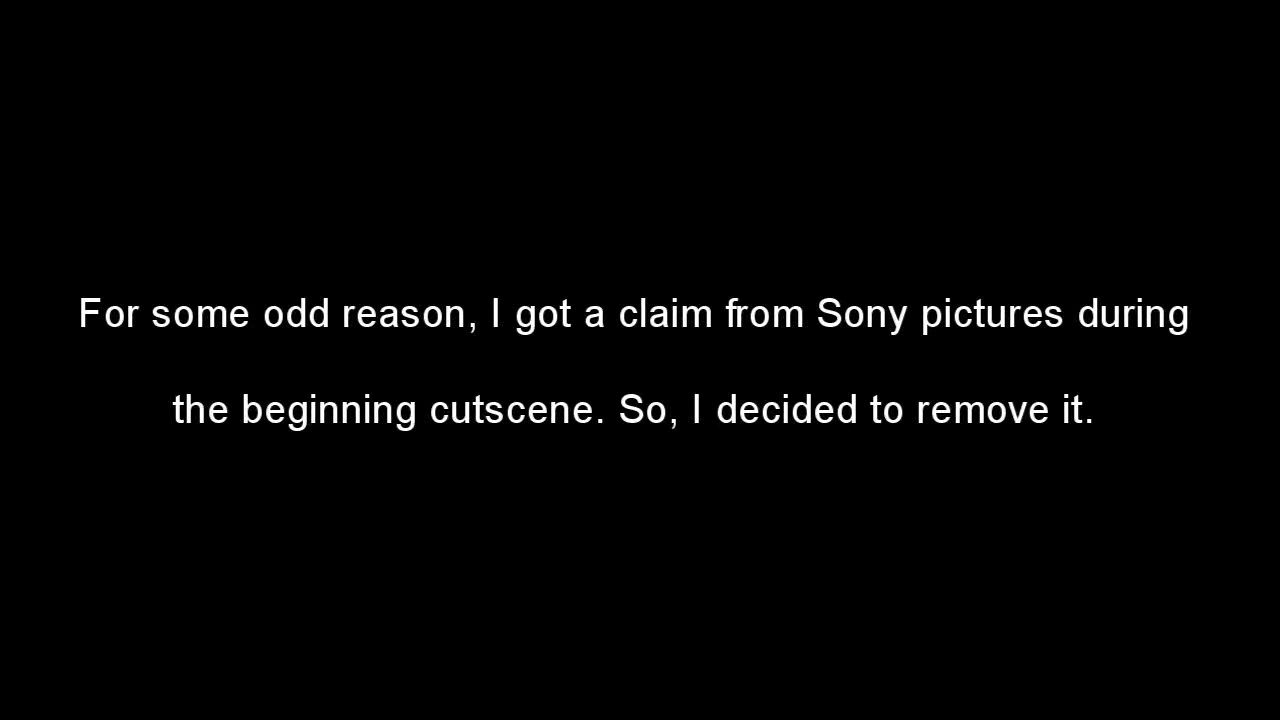 For some odd reason, I got a claim from Sony pictures during
the beginning cutscene. So, I decided to remove it.